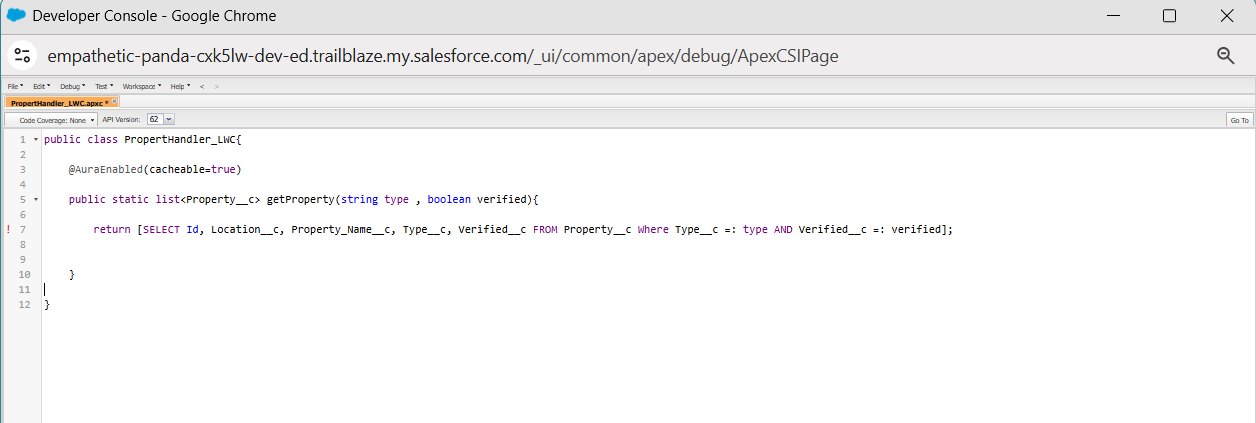 Developer Console - Google Chrome
empathetic-panda-cxk5lw-dev-ed.trailblaze.my.salesforce.com/_ui/common/apex/debug/ApexCSIPage
File Edit Debug Test Workspace Help < >
PropertHandler_LWC.apxc *
Code Coverage: None API Version: 62 Go To
1 public class PropertHandler_LWC{
2
3 @AuraEnabled(cacheable=true)
4
5 public static list<Property__c> getProperty(string type , boolean verified){
6
! 7 return [SELECT Id, Location__c, Property_Name__c, Type__c, Verified__c FROM Property__c Where Type__c =: type AND Verified__c =: verified];
8
9
10 }
11
12 }